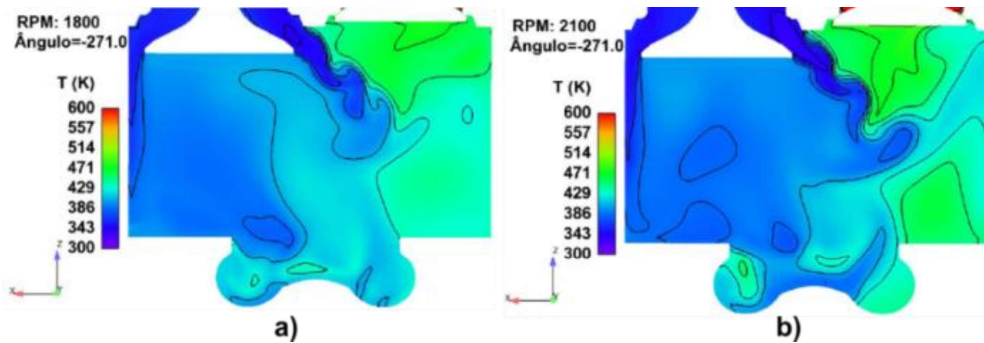 RPM: 1800
Ângulo=-271.0
T (K)
600
557
514
471
429
386
343
300
z
x
Y
a)
RPM: 2100
Ângulo=-271.0
T (K)
600
557
514
471
429
386
343
300
z
x
Y
b)